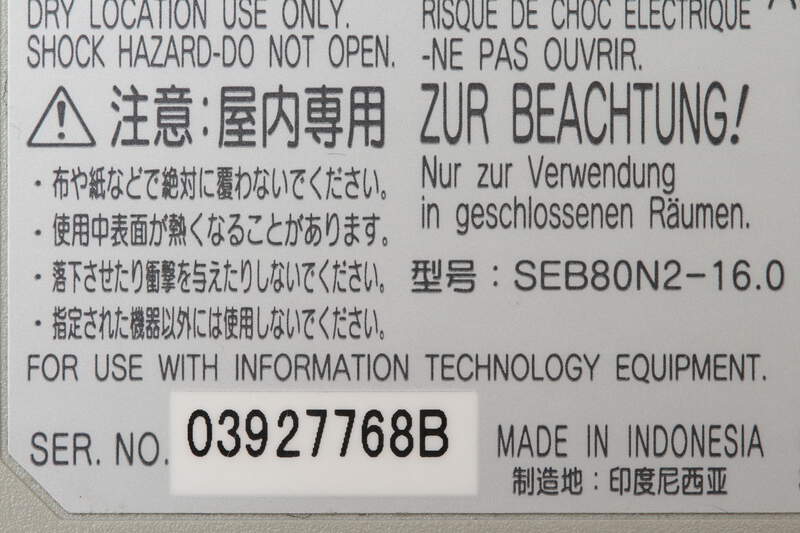 DRY LOCATION USE ONLY.
SHOCK HAZARD-DO NOT OPEN.
RISQUE DE CHOC ELECTRIQUE
-NE PAS OUVRIR.
注意:屋内専用
・布や紙などで絶対に覆わないでください。
・使用中表面が熱くなることがあります。
・落下させたり衝撃を与えたりしないでください。
・指定された機器以外には使用しないでください。
ZUR BEACHTUNG!
Nur zur Verwendung
in geschlossenen Räumen.
型号:SEB80N2-16.0
FOR USE WITH INFORMATION TECHNOLOGY EQUIPMENT.
SER. NO. 03927768B
MADE IN INDONESIA
制造地:印度尼西亚